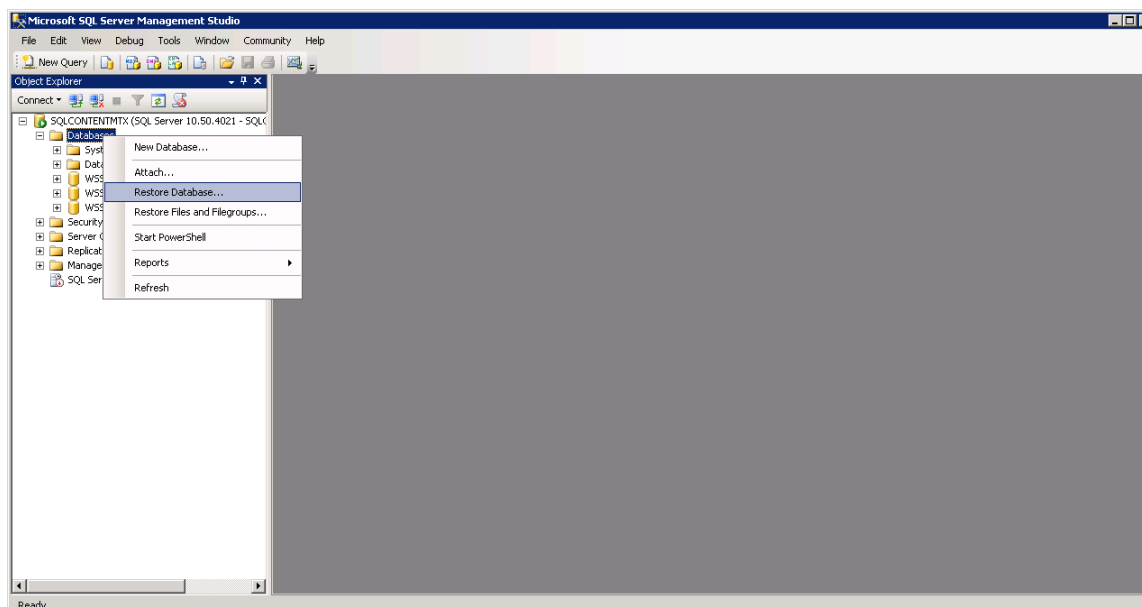 Microsoft SQL Server Management Studio
File Edit View Debug Tools Window Community Help
New Query
Object Explorer
Connect
SQLCONTENTMTX (SQL Server 10.50.4021 - SQL
Databases
Syst
Data
WSS
WSS
WSS
Security
Server
Replicat
Manage
SQL Ser
New Database...
Attach...
Restore Database...
Restore Files and Filegroups...
Start PowerShell
Reports
Refresh
Ready